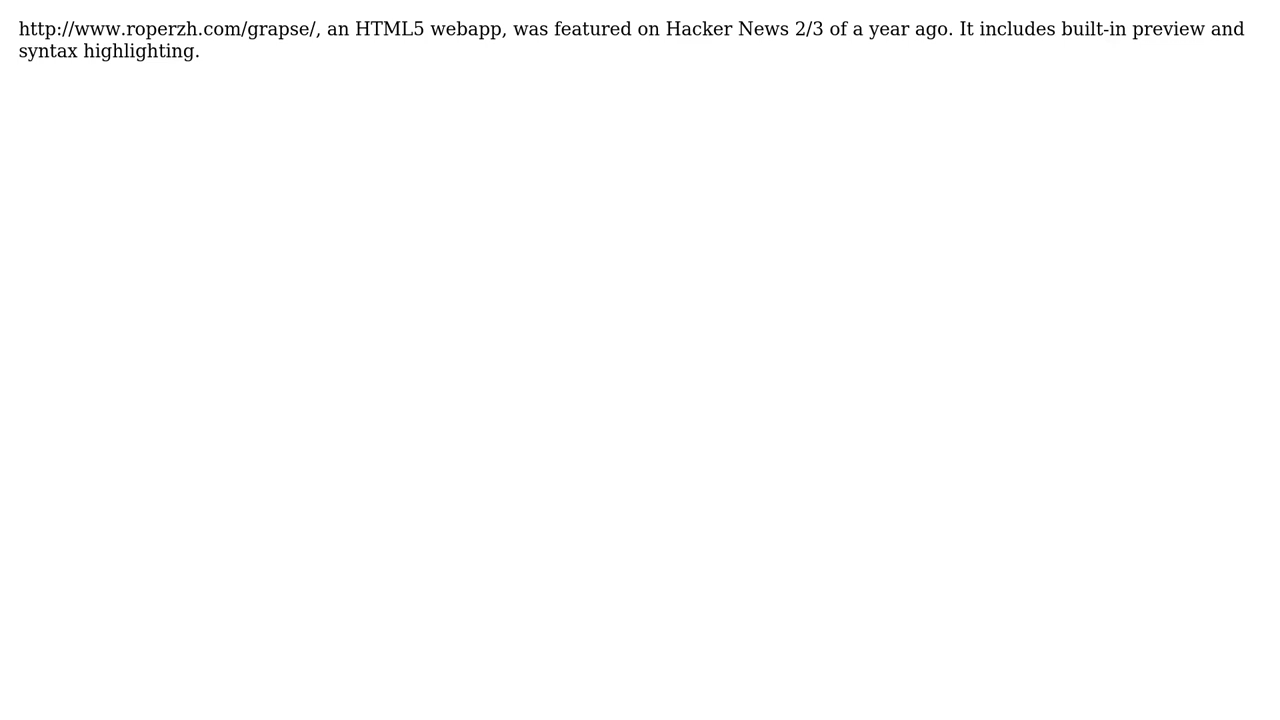 http://www.roperzh.com/grapse/, an HTML5 webapp, was featured on Hacker News 2/3 of a year ago. It includes built-in preview and
syntax highlighting.